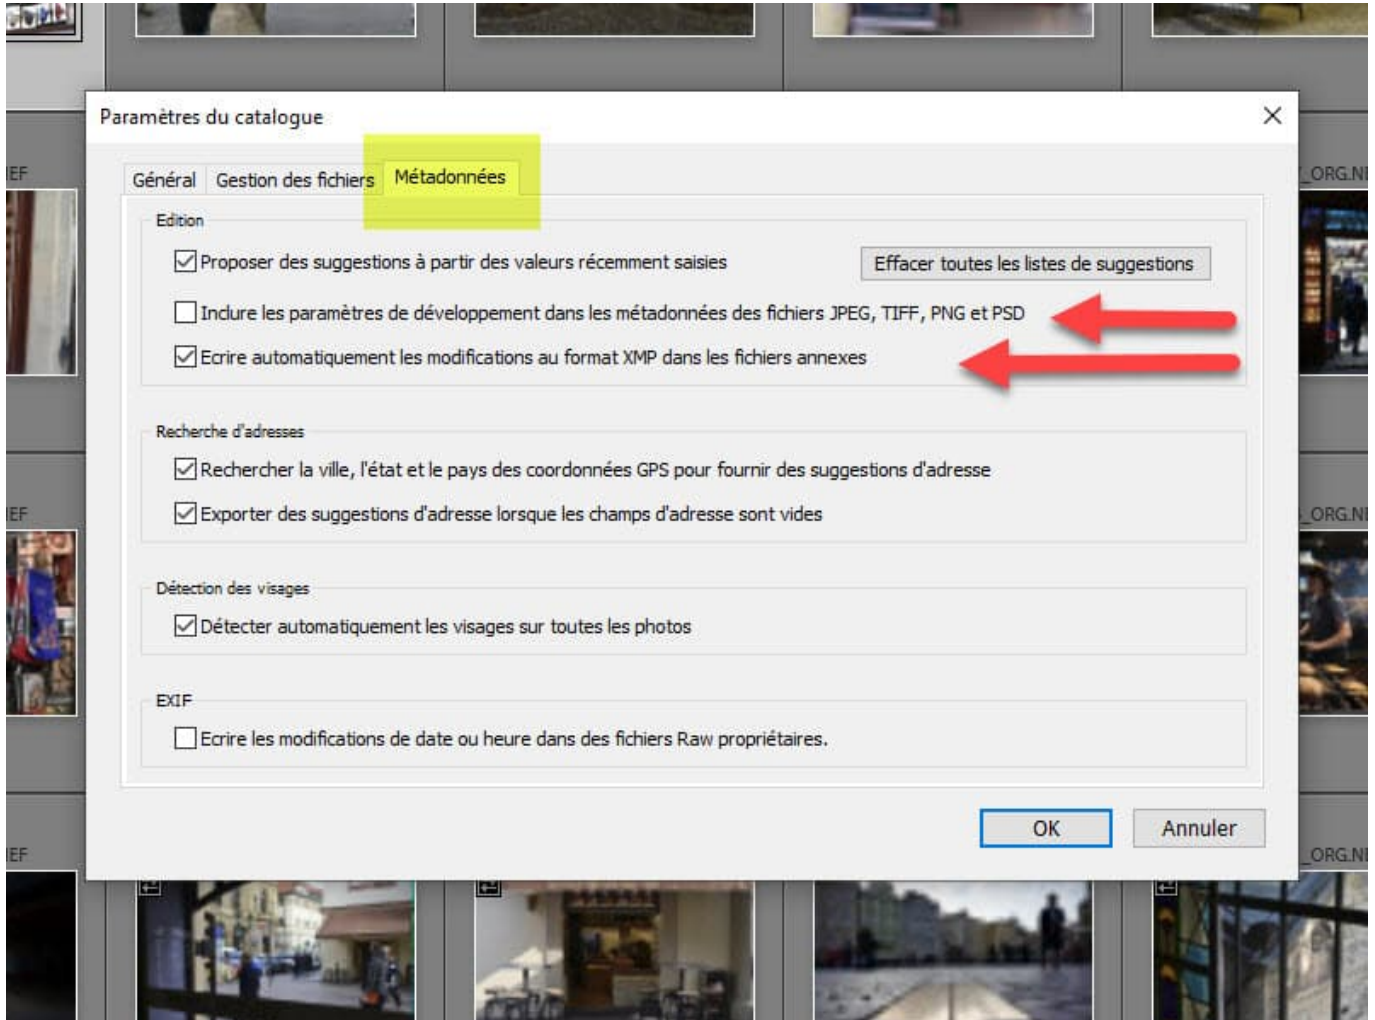 Paramètres du catalogue
Général Gestion des fichiers Métadonnées
Edition
Proposer des suggestions à partir des valeurs récemment saisies Effacer toutes les listes de suggestions
Inclure les paramètres de développement dans les métadonnées des fichiers JPEG, TIFF, PNG et PSD
Ecrire automatiquement les modifications au format XMP dans les fichiers annexes
Recherche d'adresses
Rechercher la ville, l'état et le pays des coordonnées GPS pour fournir des suggestions d'adresse
Exporter des suggestions d'adresse lorsque les champs d'adresse sont vides
Détection des visages
Détecter automatiquement les visages sur toutes les photos
EXIF
Ecrire les modifications de date ou heure dans des fichiers Raw propriétaires.
OK Annuler